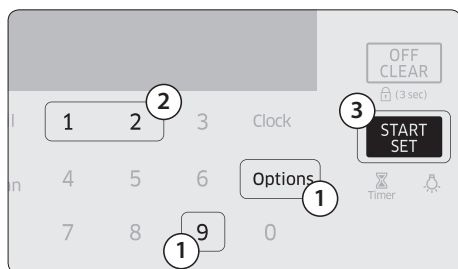 OFF
CLEAR
(3 sec)
2
3
1 2 3 Clock
START
SET
4 5 6 Options
Timer
1
7 8 9 0
1